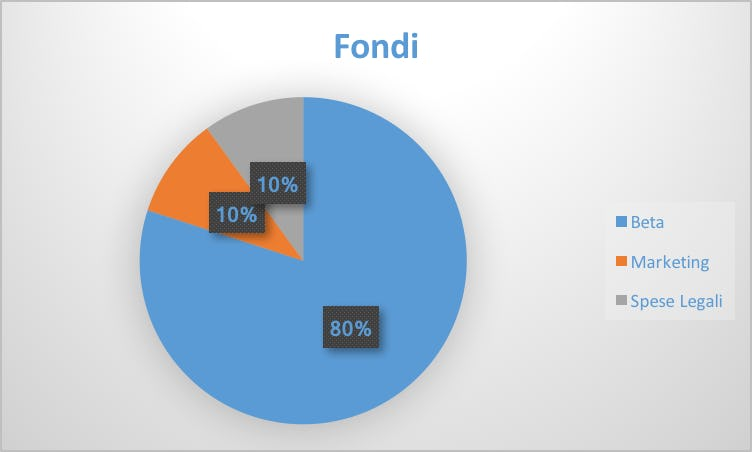 Fondi
10%
10%
80%
Beta
Marketing
Spese Legali